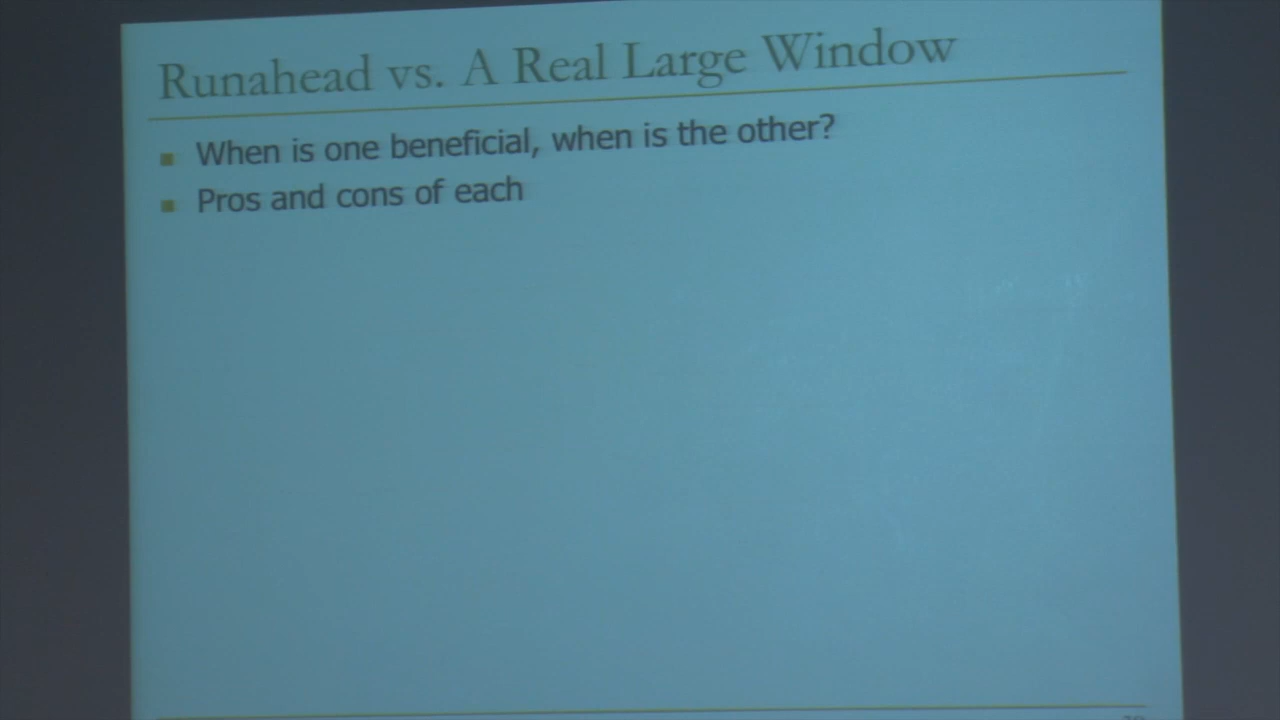 Runahead vs. A Real Large Window
When is one beneficial, when is the other?
Pros and cons of each